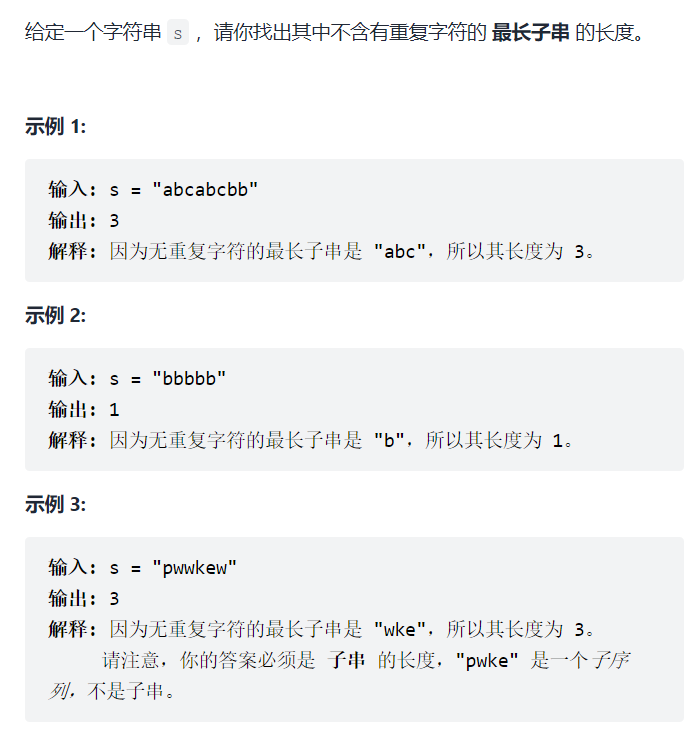 给定一个字符串 s ，请你找出其中不含有重复字符的 最长子串 的长度。
示例 1:
输入: s = "abcabcbb"
输出: 3
解释: 因为无重复字符的最长子串是 "abc"，所以其长度为 3。
示例 2:
输入: s = "bbbbb"
输出: 1
解释: 因为无重复字符的最长子串是 "b"，所以其长度为 1。
示例 3:
输入: s = "pwwkew"
输出: 3
解释: 因为无重复字符的最长子串是 "wke"，所以其长度为 3。
请注意，你的答案必须是 子串 的长度，"pwke" 是一个子序
列，不是子串。